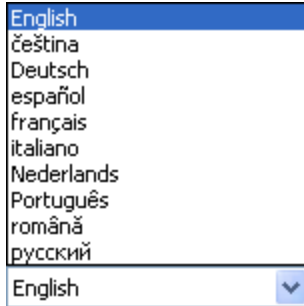 English
čeština
Deutsch
español
français
italiano
Nederlands
Português
română
русский
English